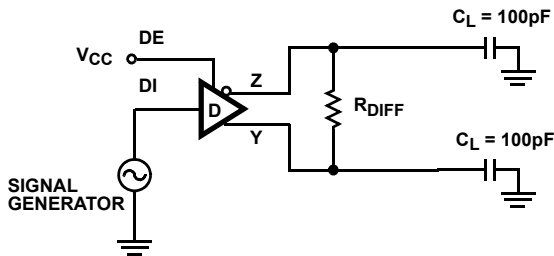 C_L = 100pF
DE
V_CC
DI
Z
D
R_DIFF
Y
C_L = 100pF
SIGNAL
GENERATOR